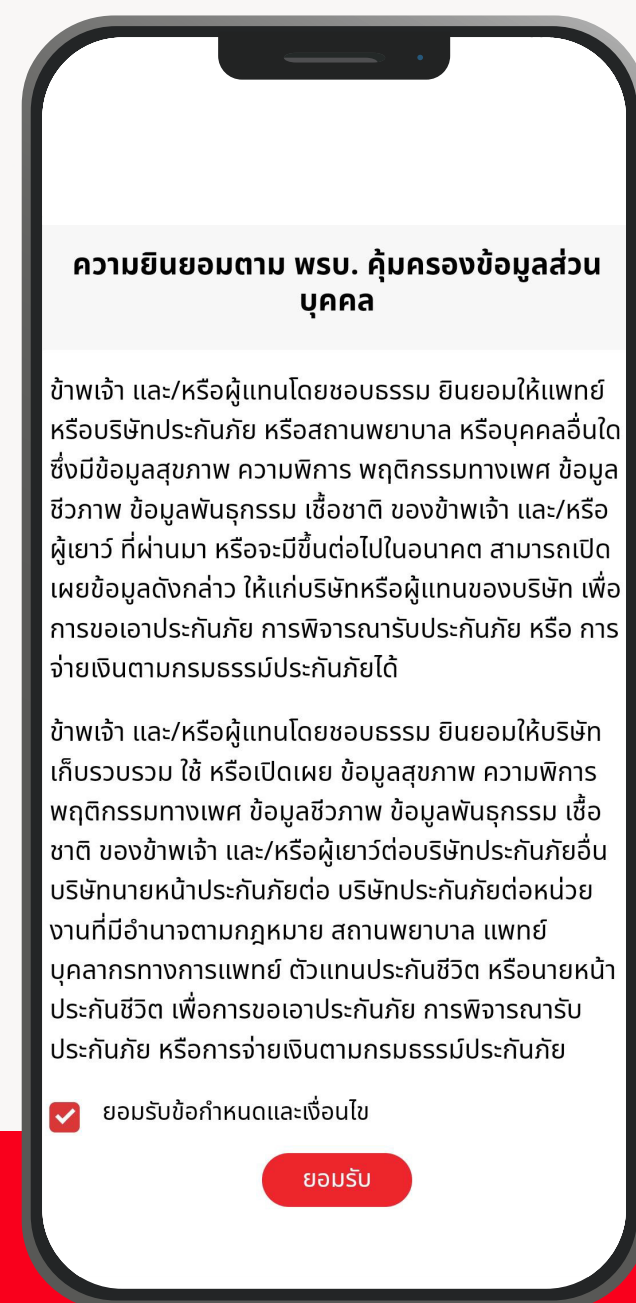 ความยินยอมตาม พรบ. คุ้มครองข้อมูลส่วน
บุคคล
ข้าพเจ้า และ/หรือผู้แทนโดยชอบธรรม ยินยอมให้แพทย์
หรือบริษัทประกันภัย หรือสถานพยาบาล หรือบุคคลอื่นใด
ซึ่งมีข้อมูลสุขภาพ ความพิการ พฤติกรรมทางเพศ ข้อมูล
ชีวภาพ ข้อมูลพันธุกรรม เชื้อชาติ ของข้าพเจ้า และ/หรือ
ผู้เยาว์ ที่ผ่านมา หรือจะมีขึ้นต่อไปในอนาคต สามารถเปิด
เผยข้อมูลดังกล่าว ให้แก่บริษัทหรือผู้แทนของบริษัท เพื่อ
การขอเอาประกันภัย การพิจารณารับประกันภัย หรือ การ
จ่ายเงินตามกรมธรรม์ประกันภัยได้
ข้าพเจ้า และ/หรือผู้แทนโดยชอบธรรม ยินยอมให้บริษัท
เก็บรวบรวม ใช้ หรือเปิดเผย ข้อมูลสุขภาพ ความพิการ
พฤติกรรมทางเพศ ข้อมูลชีวภาพ ข้อมูลพันธุกรรม เชื้อ
ชาติ ของข้าพเจ้า และ/หรือผู้เยาว์ต่อบริษัทประกันภัยอื่น
บริษัทนายหน้าประกันภัยต่อ บริษัทประกันภัยต่อหน่วย
งานที่มีอำนาจตามกฎหมาย สถานพยาบาล แพทย์
บุคลากรทางการแพทย์ ตัวแทนประกันชีวิต หรือนายหน้า
ประกันชีวิต เพื่อการขอเอาประกันภัย การพิจารณารับ
ประกันภัย หรือการจ่ายเงินตามกรมธรรม์ประกันภัย
ยอมรับข้อกำหนดและเงื่อนไข
ยอมรับ